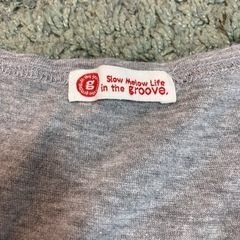 g
Slow Mellow Life
in the groove.